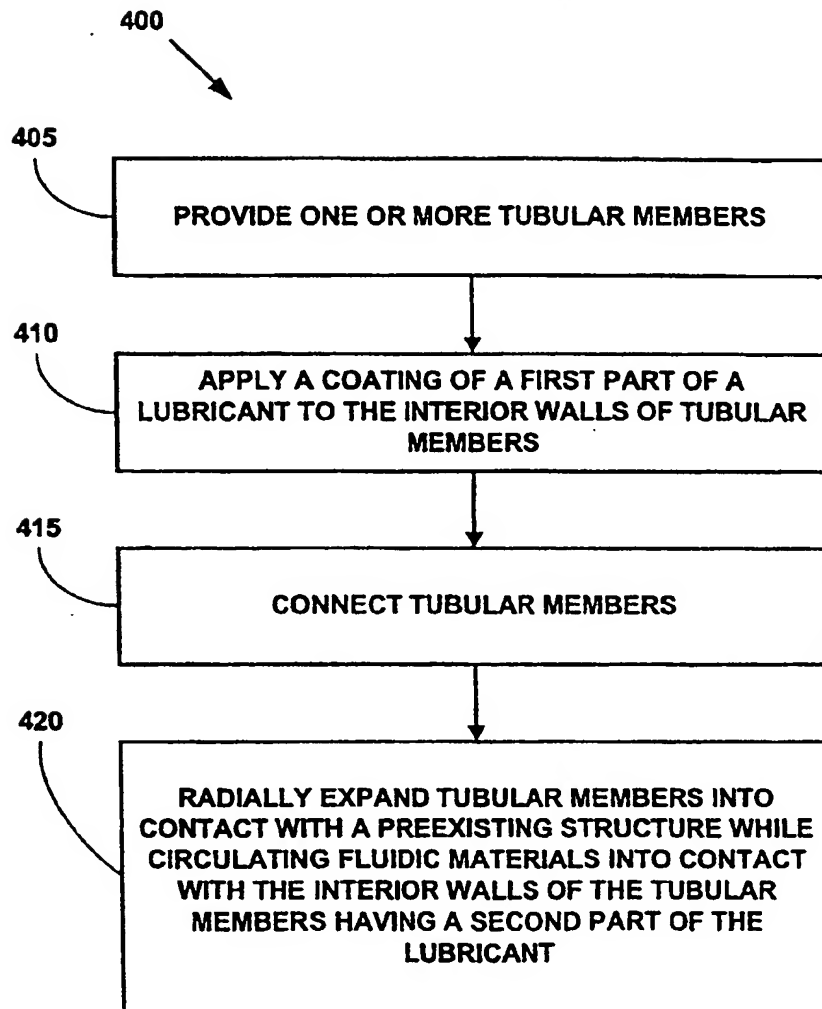 400
405
PROVIDE ONE OR MORE TUBULAR MEMBERS
410
APPLY A COATING OF A FIRST PART OF A
LUBRICANT TO THE INTERIOR WALLS OF TUBULAR
MEMBERS
415
CONNECT TUBULAR MEMBERS
420
RADIALLY EXPAND TUBULAR MEMBERS INTO
CONTACT WITH A PREEXISTING STRUCTURE WHILE
CIRCULATING FLUIDIC MATERIALS INTO CONTACT
WITH THE INTERIOR WALLS OF THE TUBULAR
MEMBERS HAVING A SECOND PART OF THE
LUBRICANT